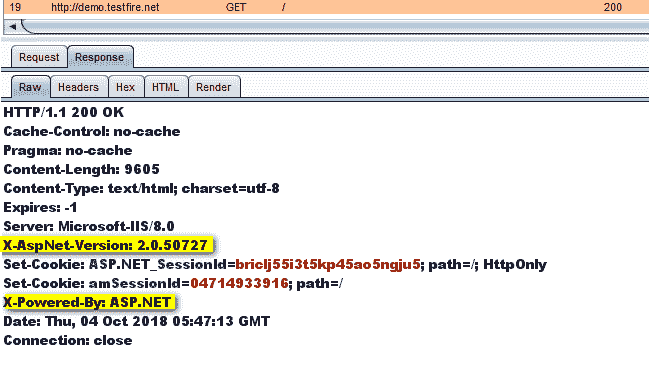 19 http://demo.testfire.net GET / 200
Request Response
Raw Headers Hex HTML Render
HTTP/1.1 200 OK
Cache-Control: no-cache
Pragma: no-cache
Content-Length: 9605
Content-Type: text/html; charset=utf-8
Expires: -1
Server: Microsoft-IIS/8.0
X-AspNet-Version: 2.0.50727
Set-Cookie: ASP.NET_SessionId=briclj55i3t5kp45ao5ngju5; path=/; HttpOnly
Set-Cookie: amSessionId=04714933916; path=/
X-Powered-By: ASP.NET
Date: Thu, 04 Oct 2018 05:47:13 GMT
Connection: close